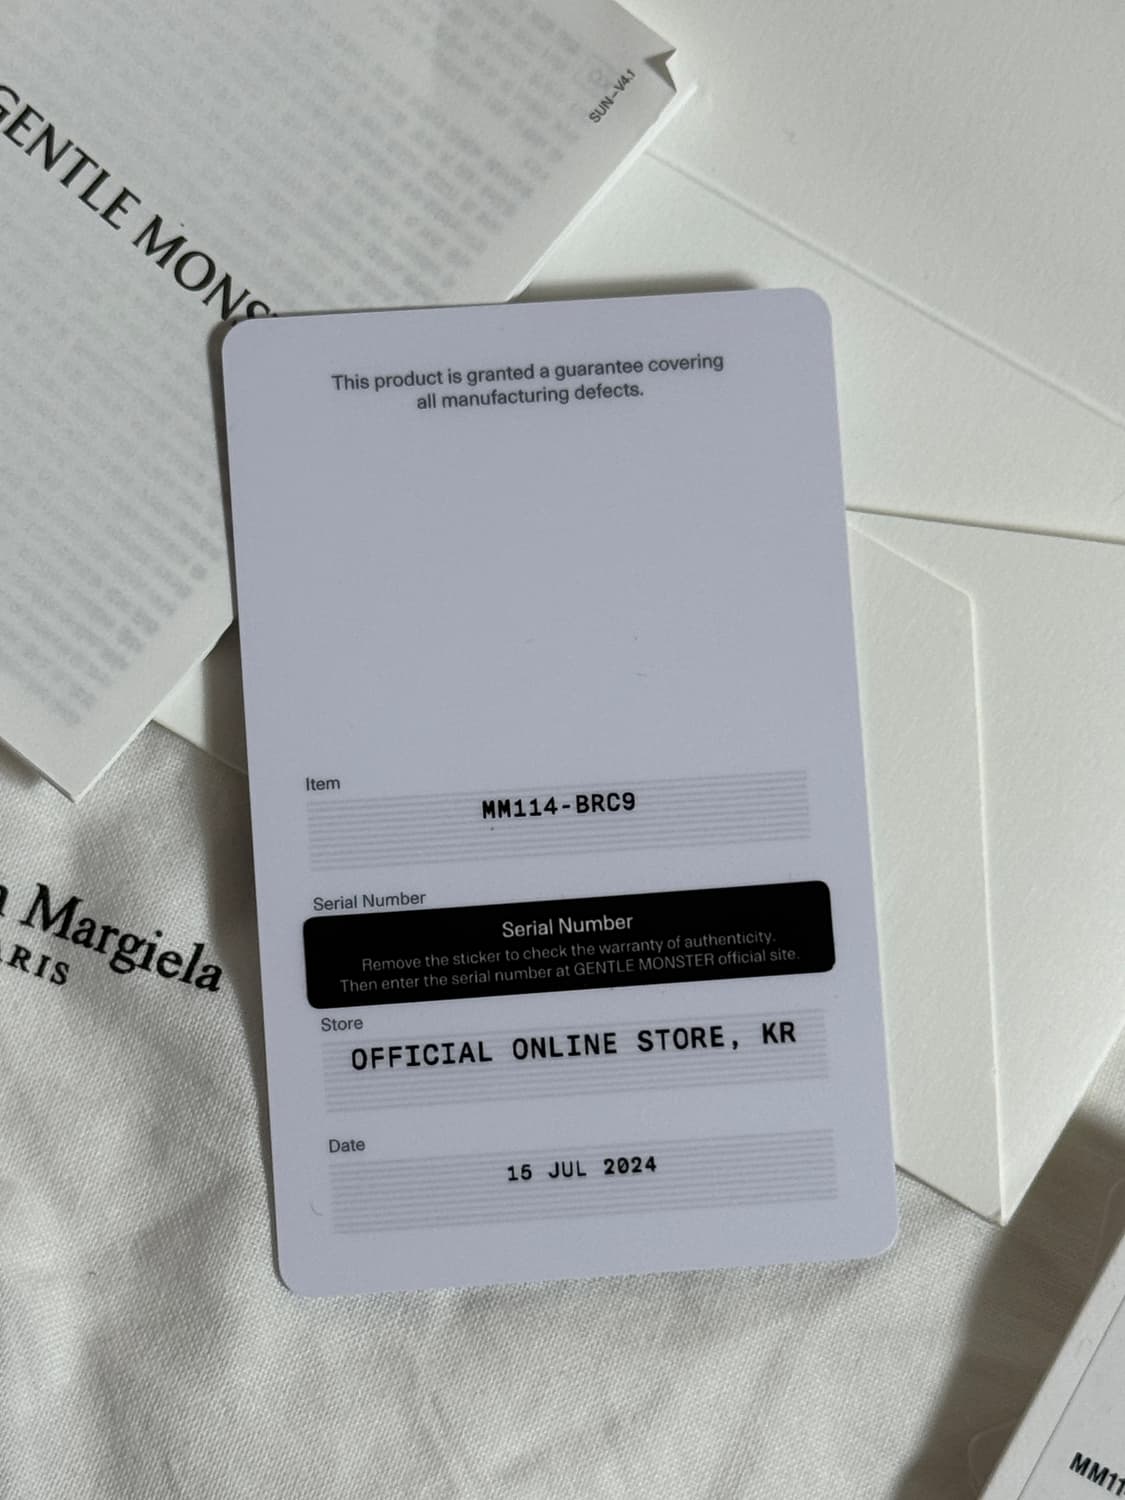 GENTLE MONS
SUN-V4.1
This product is granted a guarantee covering
all manufacturing defects.
Item
MM114-BRC9
Serial Number
Serial Number
Remove the sticker to check the warranty of authenticity.
Then enter the serial number at GENTLE MONSTER official site.
Store
OFFICIAL ONLINE STORE, KR
Date
15 JUL 2024
Margiela
ARIS
MM11